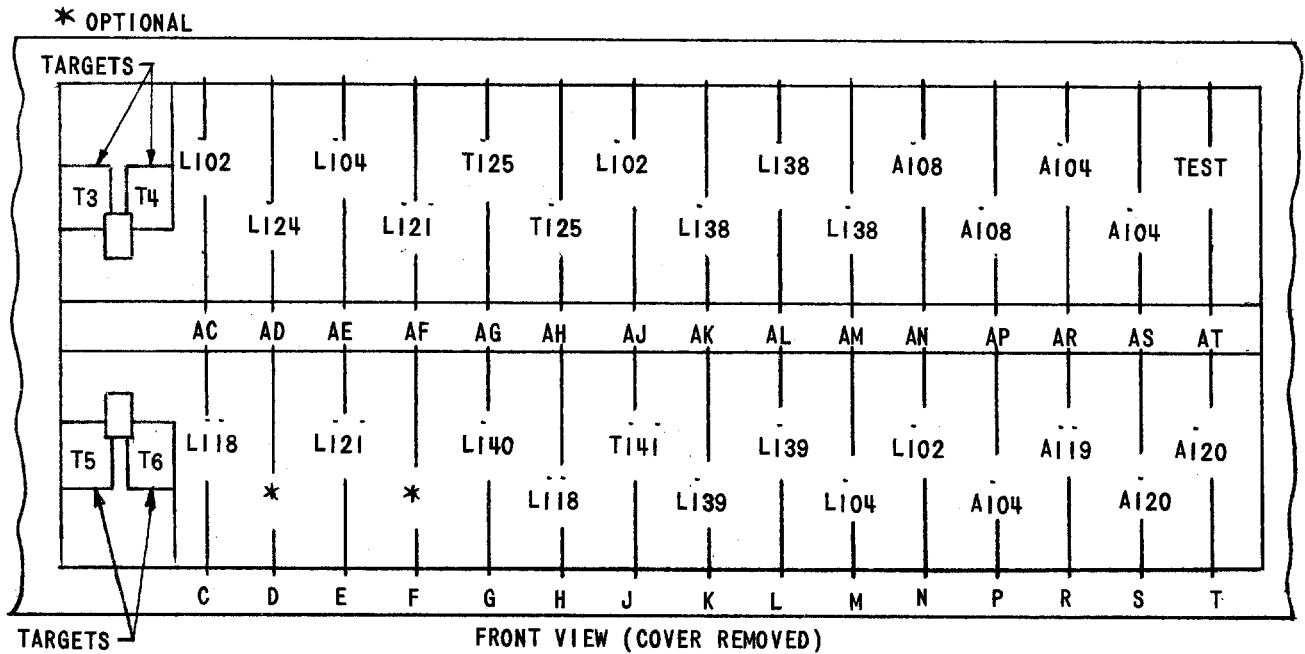 * OPTIONAL
TARGETS
L102 L104 T125 L102 L138 A108 A104 TEST
T3 T4
L124 L121 T125 L138 L138 A108 A104
AC AD AE AF AG AH AJ AK AL AM AN AP AR AS AT
L118 L121 L140 T141 L139 L102 A119 A120
T5 T6
* * L118 L139 L104 A104 A120
C D E F G H J K L M N P R S T
TARGETS
FRONT VIEW (COVER REMOVED)